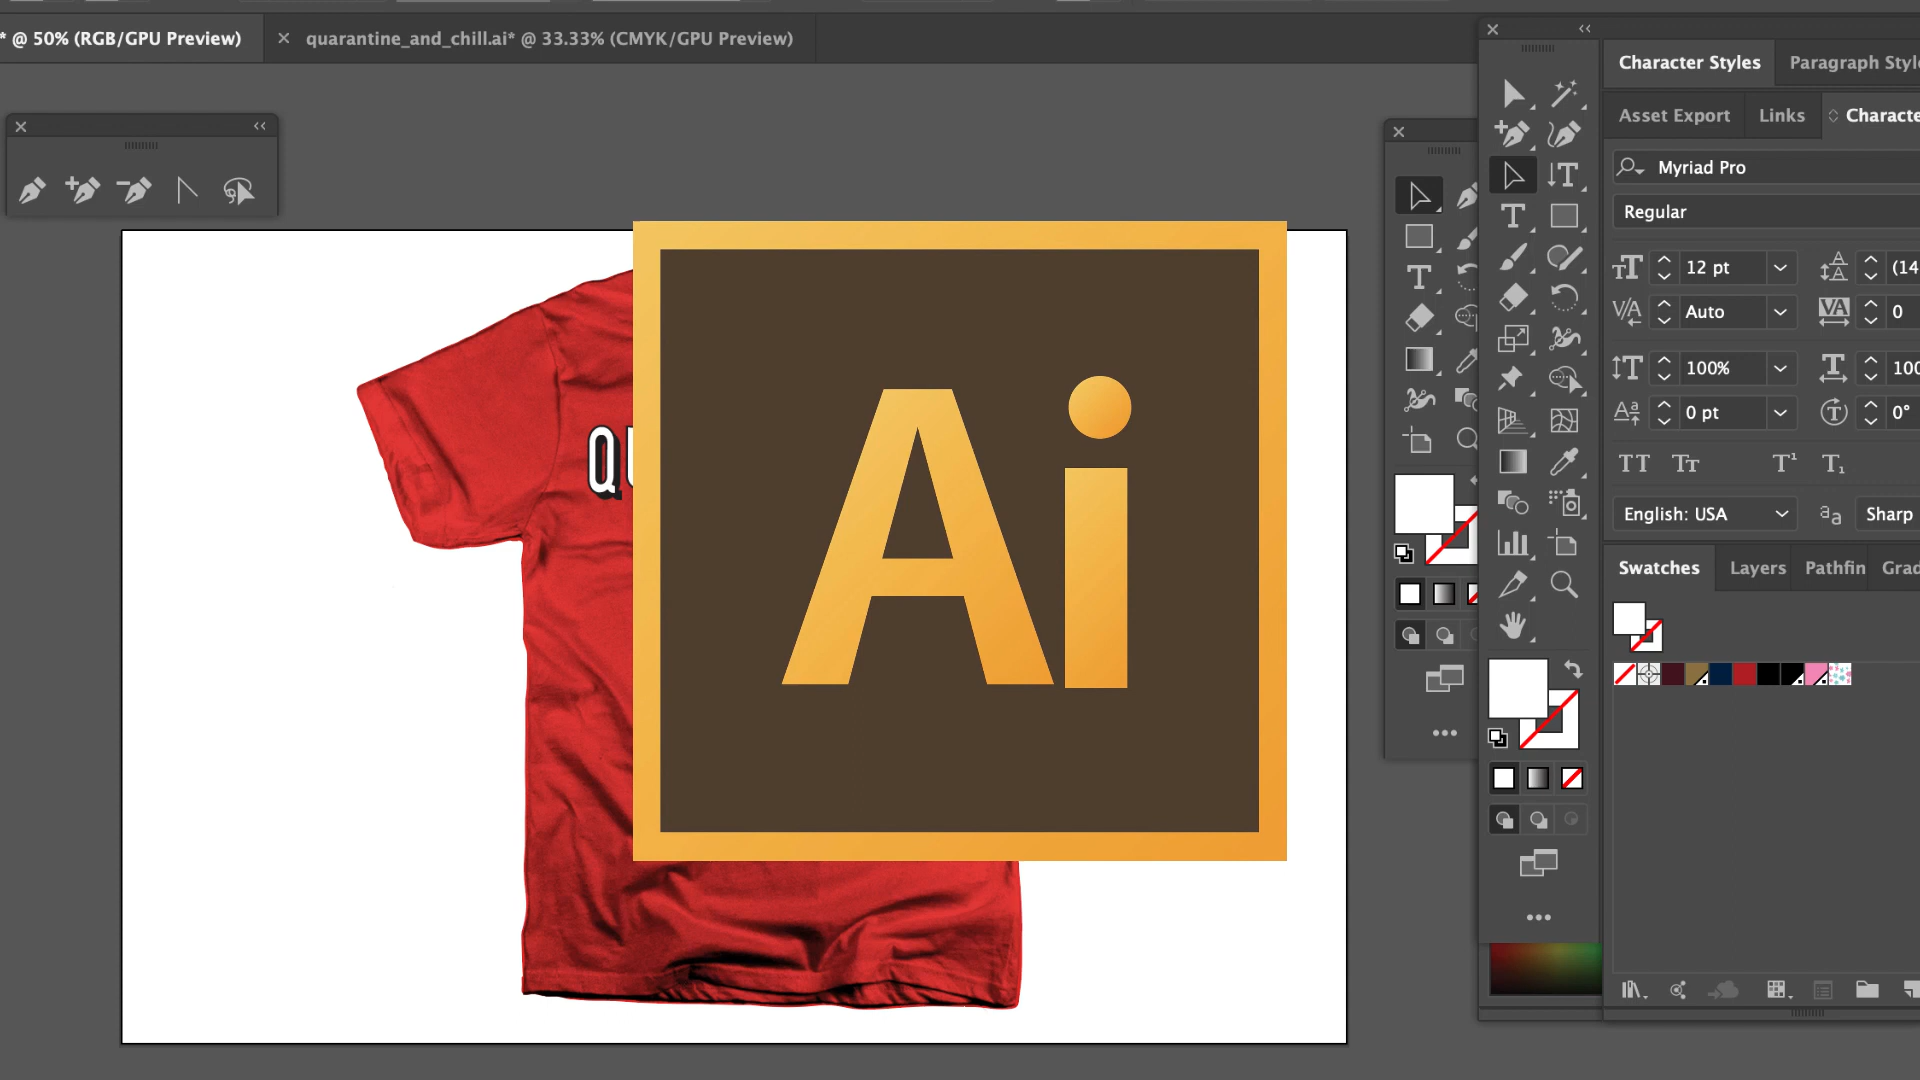 * @ 50% (RGB/GPU Preview)
quarantine_and_chill.ai* @ 33.33% (CMYK/GPU Preview)
Character Styles
Paragraph Styl
Asset Export
Links
Characte
Myriad Pro
Regular
12 pt
(14
Auto
0
100%
100
0 pt
0°
English: USA
Sharp
Swatches
Layers
Pathfin
Grad
QU
Ai